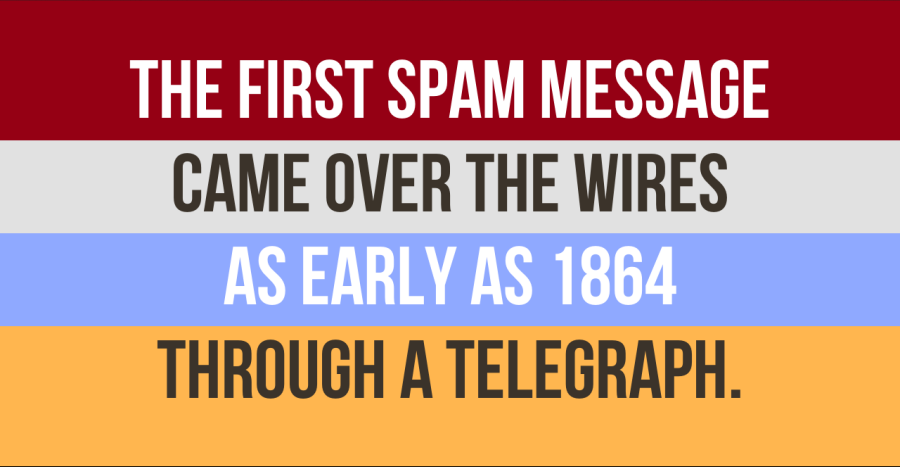 THE FIRST SPAM MESSAGE
CAME OVER THE WIRES
AS EARLY AS 1864
THROUGH A TELEGRAPH.